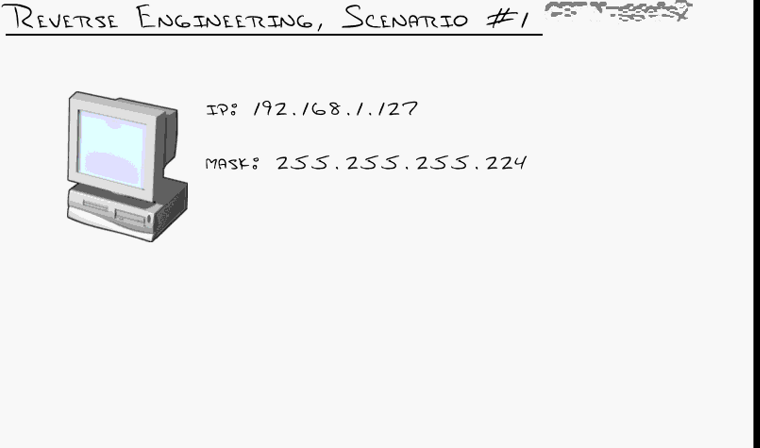 REVERSE ENGINEERING, SCENARIO #1
IP: 192.168.1.127
MASK: 255.255.255.224